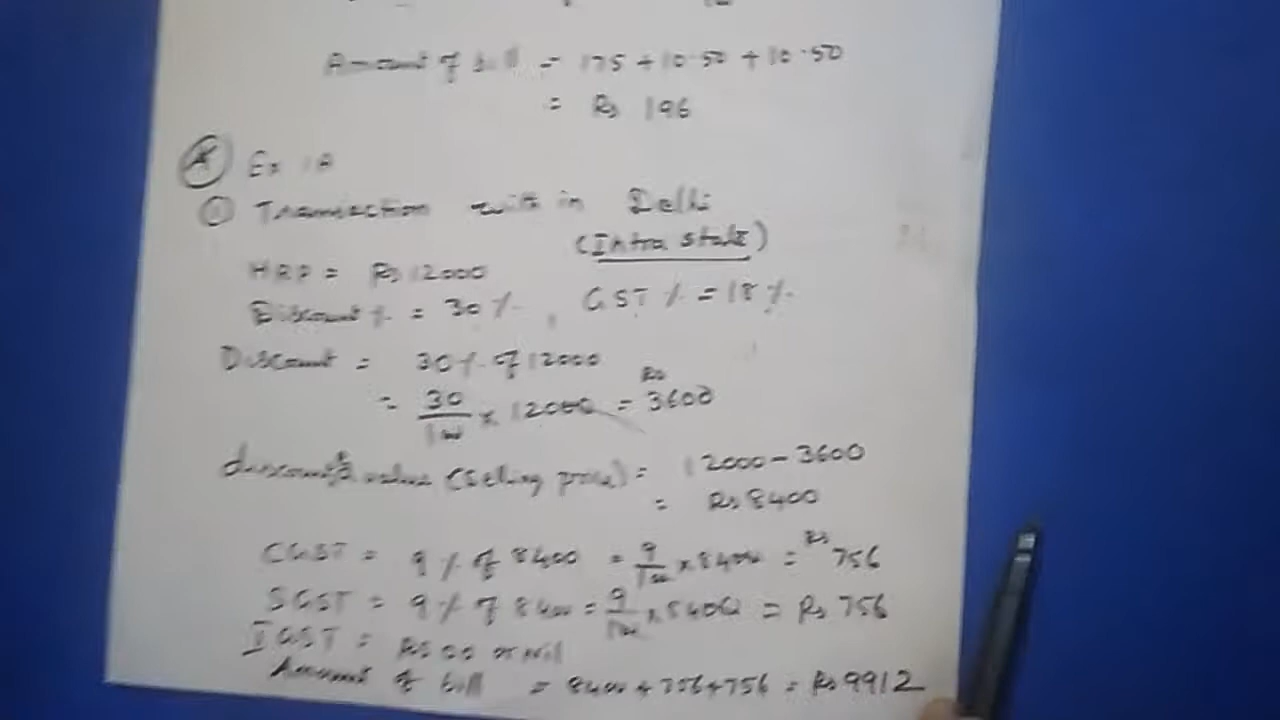 Amount of bill = 175 + 10.50 + 10.50
= Rs 196
Ex 1A
① Transaction with in Delhi
(Intra state)
MRP = Rs 12000
Discount % = 30 %, GST % = 18 %.
Discount = 30 % of 12000
= 30/100 × 12000 = Rs 3600
discount value (Selling price) = 12000 - 3600
= Rs 8400
CGST = 9 % of 8400 = 9/100 × 8400 = Rs 756
SGST = 9 % of 8400 = 9/100 × 8400 = Rs 756
IGST = Rs 00 or Nil
Amount of bill = 8400 + 756 + 756 = Rs 9912